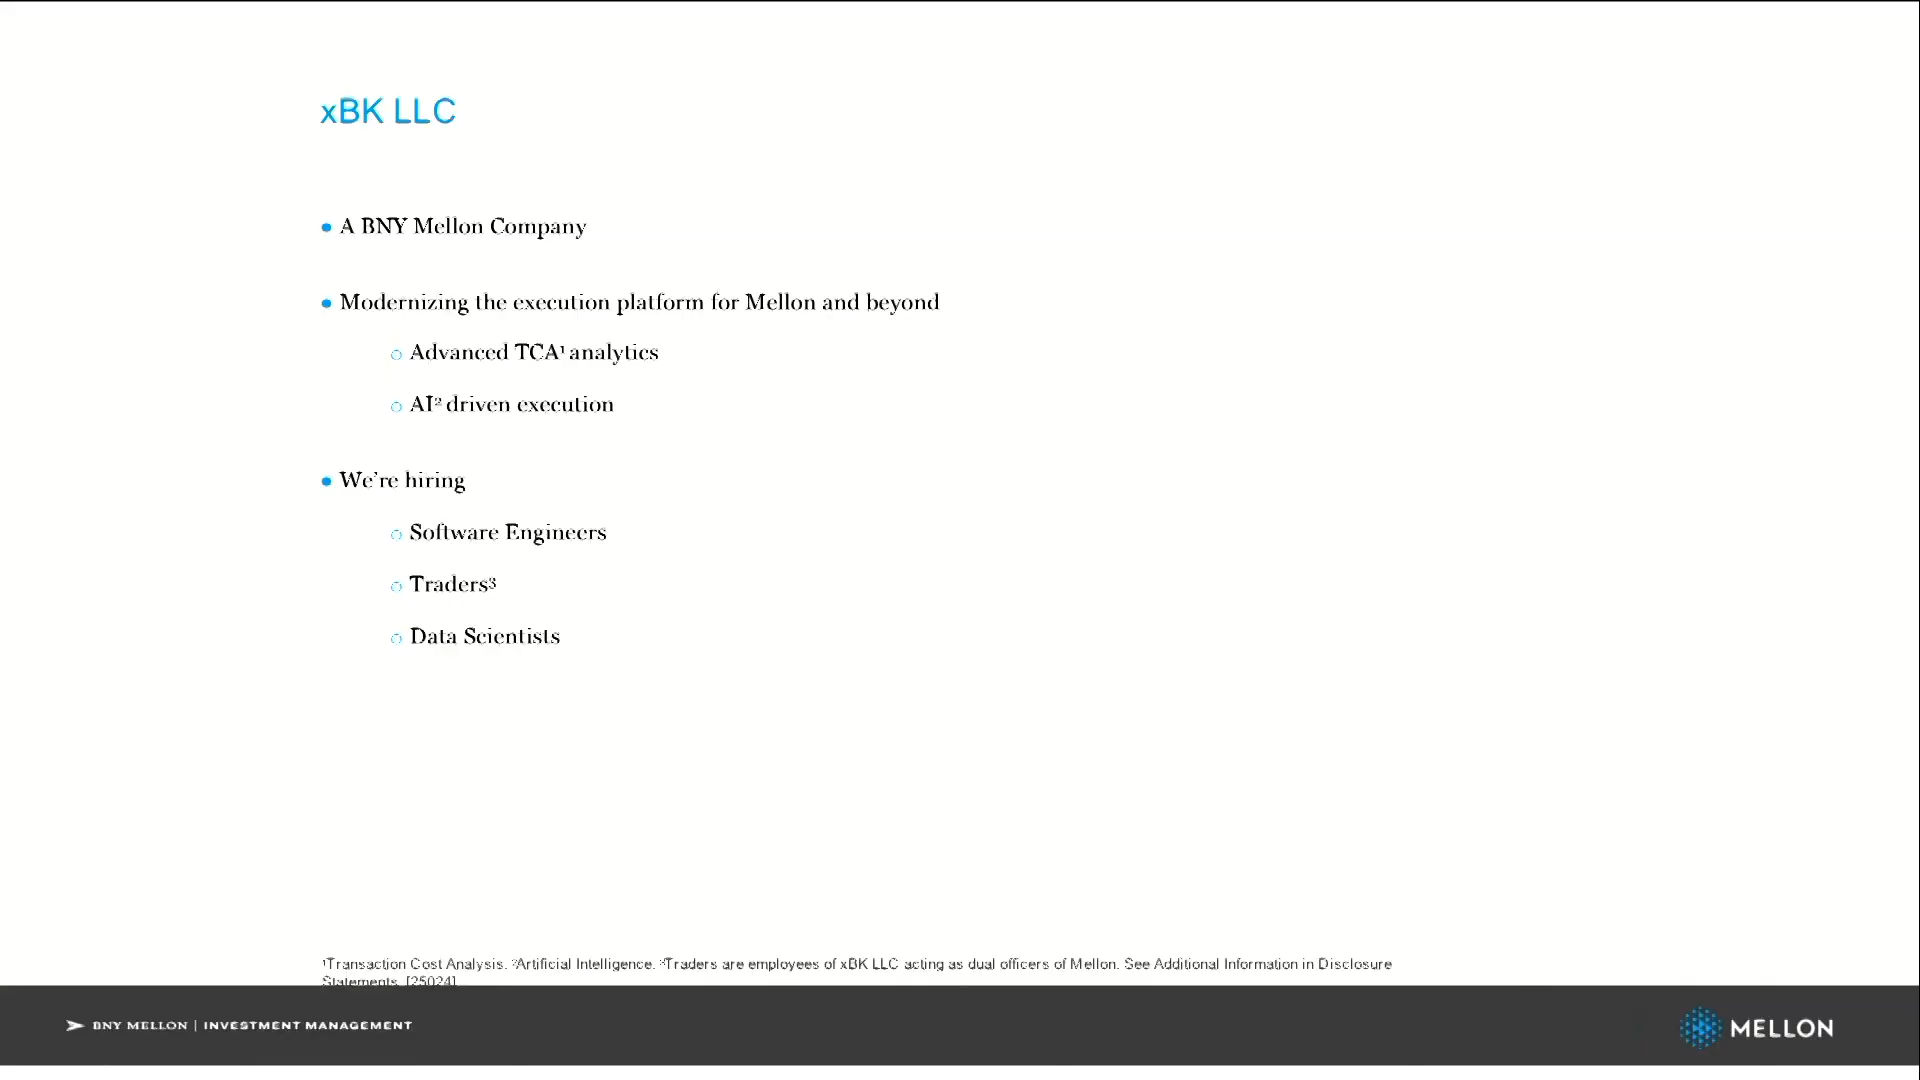 xBK LLC
• A BNY Mellon Company
• Modernizing the execution platform for Mellon and beyond
○ Advanced TCA¹ analytics
○ AI² driven execution
• We're hiring
○ Software Engineers
○ Traders³
○ Data Scientists
¹Transaction Cost Analysis. ²Artificial Intelligence. ³Traders are employees of xBK LLC acting as dual officers of Mellon. See Additional Information in Disclosure
Statements. [25024]
BNY MELLON | INVESTMENT MANAGEMENT
MELLON